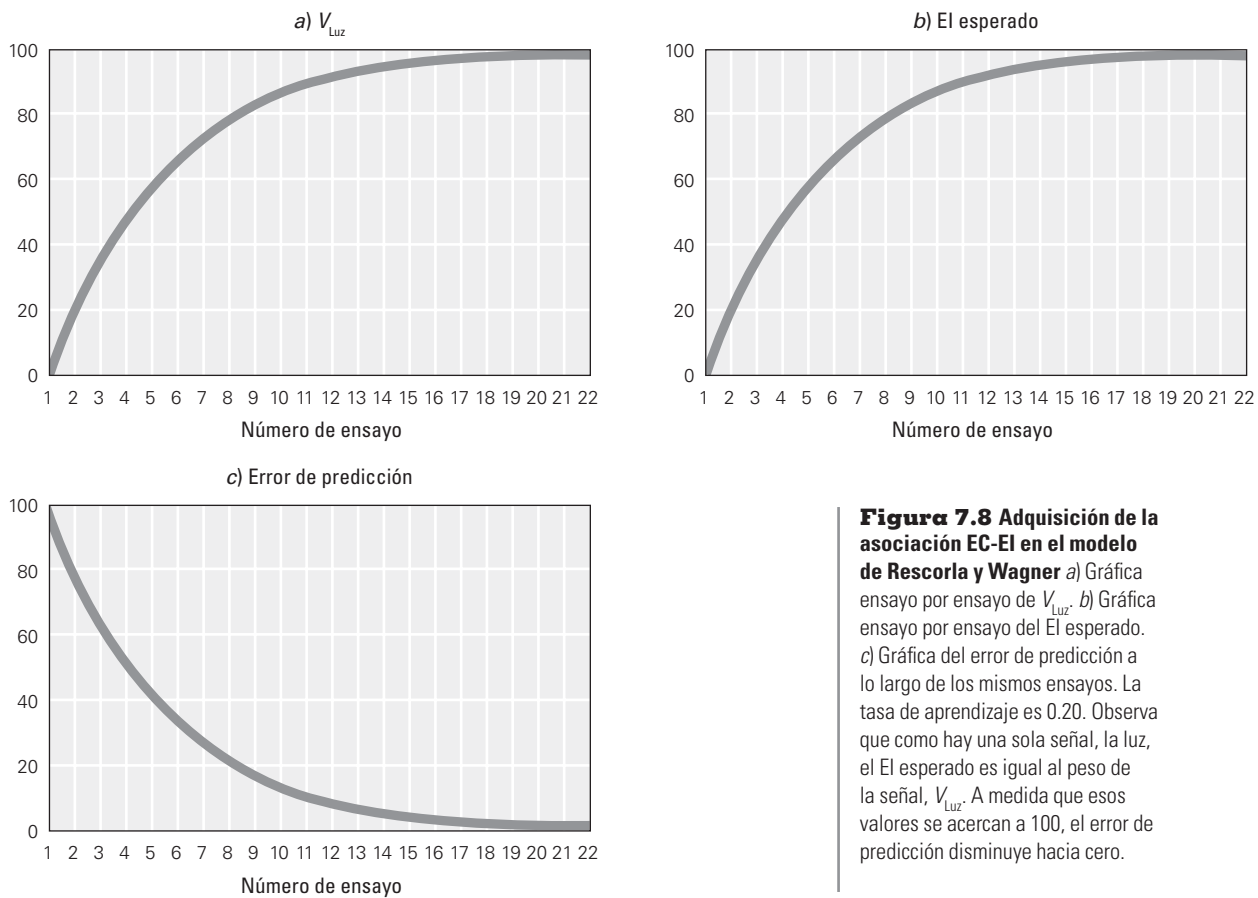 a) V_Luz
100
80
60
40
20
0
1 2 3 4 5 6 7 8 9 10 11 12 13 14 15 16 17 18 19 20 21 22
Número de ensayo
b) El esperado
100
80
60
40
20
0
1 2 3 4 5 6 7 8 9 10 11 12 13 14 15 16 17 18 19 20 21 22
Número de ensayo
c) Error de predicción
100
80
60
40
20
0
1 2 3 4 5 6 7 8 9 10 11 12 13 14 15 16 17 18 19 20 21 22
Número de ensayo
Figura 7.8 Adquisición de la
asociación EC-EI en el modelo
de Rescorla y Wagner a) Gráfica
ensayo por ensayo de V_Luz. b) Gráfica
ensayo por ensayo del EI esperado.
c) Gráfica del error de predicción a
lo largo de los mismos ensayos. La
tasa de aprendizaje es 0.20. Observa
que como hay una sola señal, la luz,
el EI esperado es igual al peso de
la señal, V_Luz. A medida que esos
valores se acercan a 100, el error de
predicción disminuye hacia cero.